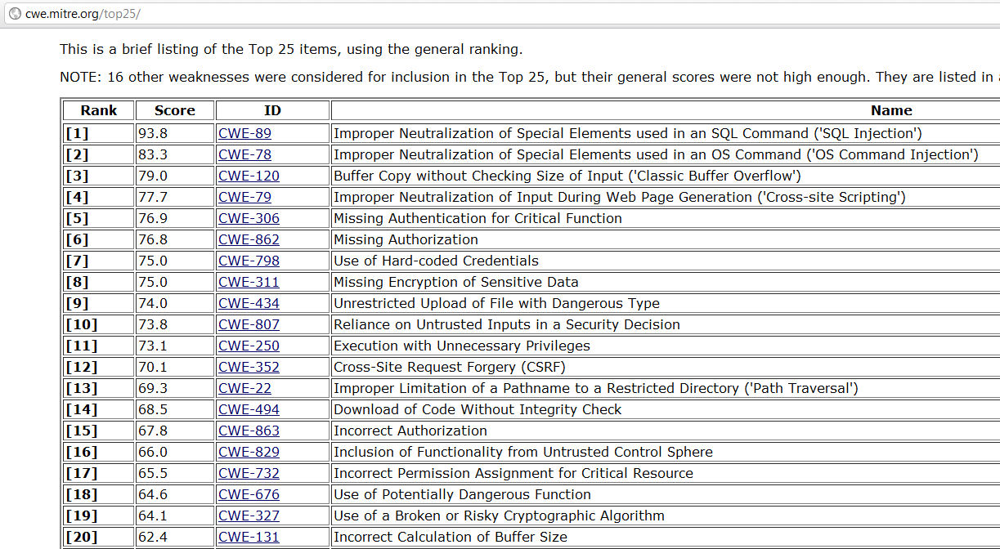 cwe.mitre.org/top25/
This is a brief listing of the Top 25 items, using the general ranking.
NOTE: 16 other weaknesses were considered for inclusion in the Top 25, but their general scores were not high enough. They are listed in
Rank Score ID Name
[1] 93.8 CWE-89 Improper Neutralization of Special Elements used in an SQL Command ('SQL Injection')
[2] 83.3 CWE-78 Improper Neutralization of Special Elements used in an OS Command ('OS Command Injection')
[3] 79.0 CWE-120 Buffer Copy without Checking Size of Input ('Classic Buffer Overflow')
[4] 77.7 CWE-79 Improper Neutralization of Input During Web Page Generation ('Cross-site Scripting')
[5] 76.9 CWE-306 Missing Authentication for Critical Function
[6] 76.8 CWE-862 Missing Authorization
[7] 75.0 CWE-798 Use of Hard-coded Credentials
[8] 75.0 CWE-311 Missing Encryption of Sensitive Data
[9] 74.0 CWE-434 Unrestricted Upload of File with Dangerous Type
[10] 73.8 CWE-807 Reliance on Untrusted Inputs in a Security Decision
[11] 73.1 CWE-250 Execution with Unnecessary Privileges
[12] 70.1 CWE-352 Cross-Site Request Forgery (CSRF)
[13] 69.3 CWE-22 Improper Limitation of a Pathname to a Restricted Directory ('Path Traversal')
[14] 68.5 CWE-494 Download of Code Without Integrity Check
[15] 67.8 CWE-863 Incorrect Authorization
[16] 66.0 CWE-829 Inclusion of Functionality from Untrusted Control Sphere
[17] 65.5 CWE-732 Incorrect Permission Assignment for Critical Resource
[18] 64.6 CWE-676 Use of Potentially Dangerous Function
[19] 64.1 CWE-327 Use of a Broken or Risky Cryptographic Algorithm
[20] 62.4 CWE-131 Incorrect Calculation of Buffer Size